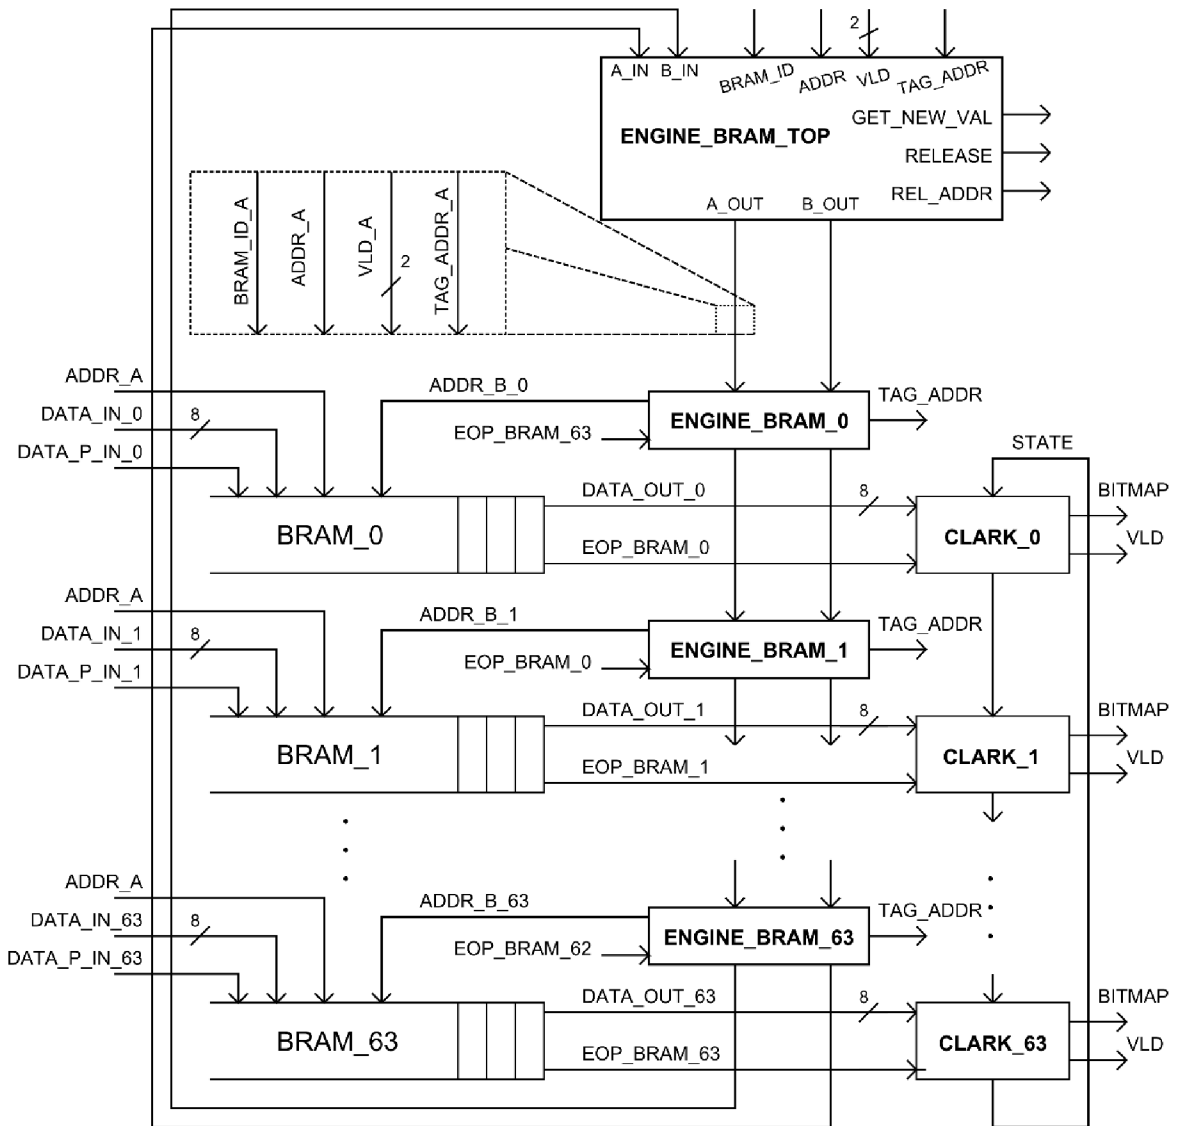 2
A_IN B_IN BRAM_ID ADDR VLD TAG_ADDR
GET_NEW_VAL
ENGINE_BRAM_TOP
RELEASE
REL_ADDR
A_OUT B_OUT
BRAM_ID_A
ADDR_A
VLD_A
2
TAG_ADDR_A
ADDR_A
ADDR_B_0
TAG_ADDR
DATA_IN_0
8
ENGINE_BRAM_0
EOP_BRAM_63
STATE
DATA_P_IN_0
DATA_OUT_0
8
BITMAP
BRAM_0
CLARK_0
VLD
EOP_BRAM_0
ADDR_A
ADDR_B_1
TAG_ADDR
DATA_IN_1
8
ENGINE_BRAM_1
EOP_BRAM_0
DATA_P_IN_1
DATA_OUT_1
8
BITMAP
BRAM_1
CLARK_1
VLD
EOP_BRAM_1
ADDR_A
ADDR_B_63
TAG_ADDR
DATA_IN_63
8
ENGINE_BRAM_63
EOP_BRAM_62
DATA_P_IN_63
DATA_OUT_63
8
BITMAP
BRAM_63
CLARK_63
VLD
EOP_BRAM_63